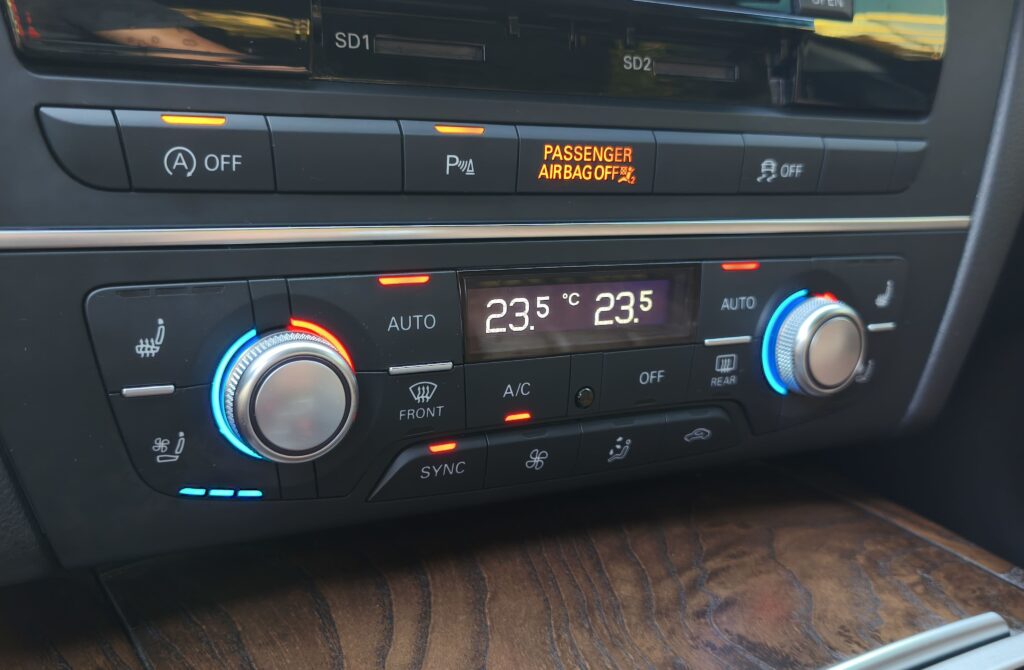 OPEN
SD1
SD2
A OFF
P
PASSENGER
AIRBAG OFF
OFF
AUTO
23.5 °C 23.5
AUTO
FRONT
A/C
OFF
REAR
SYNC